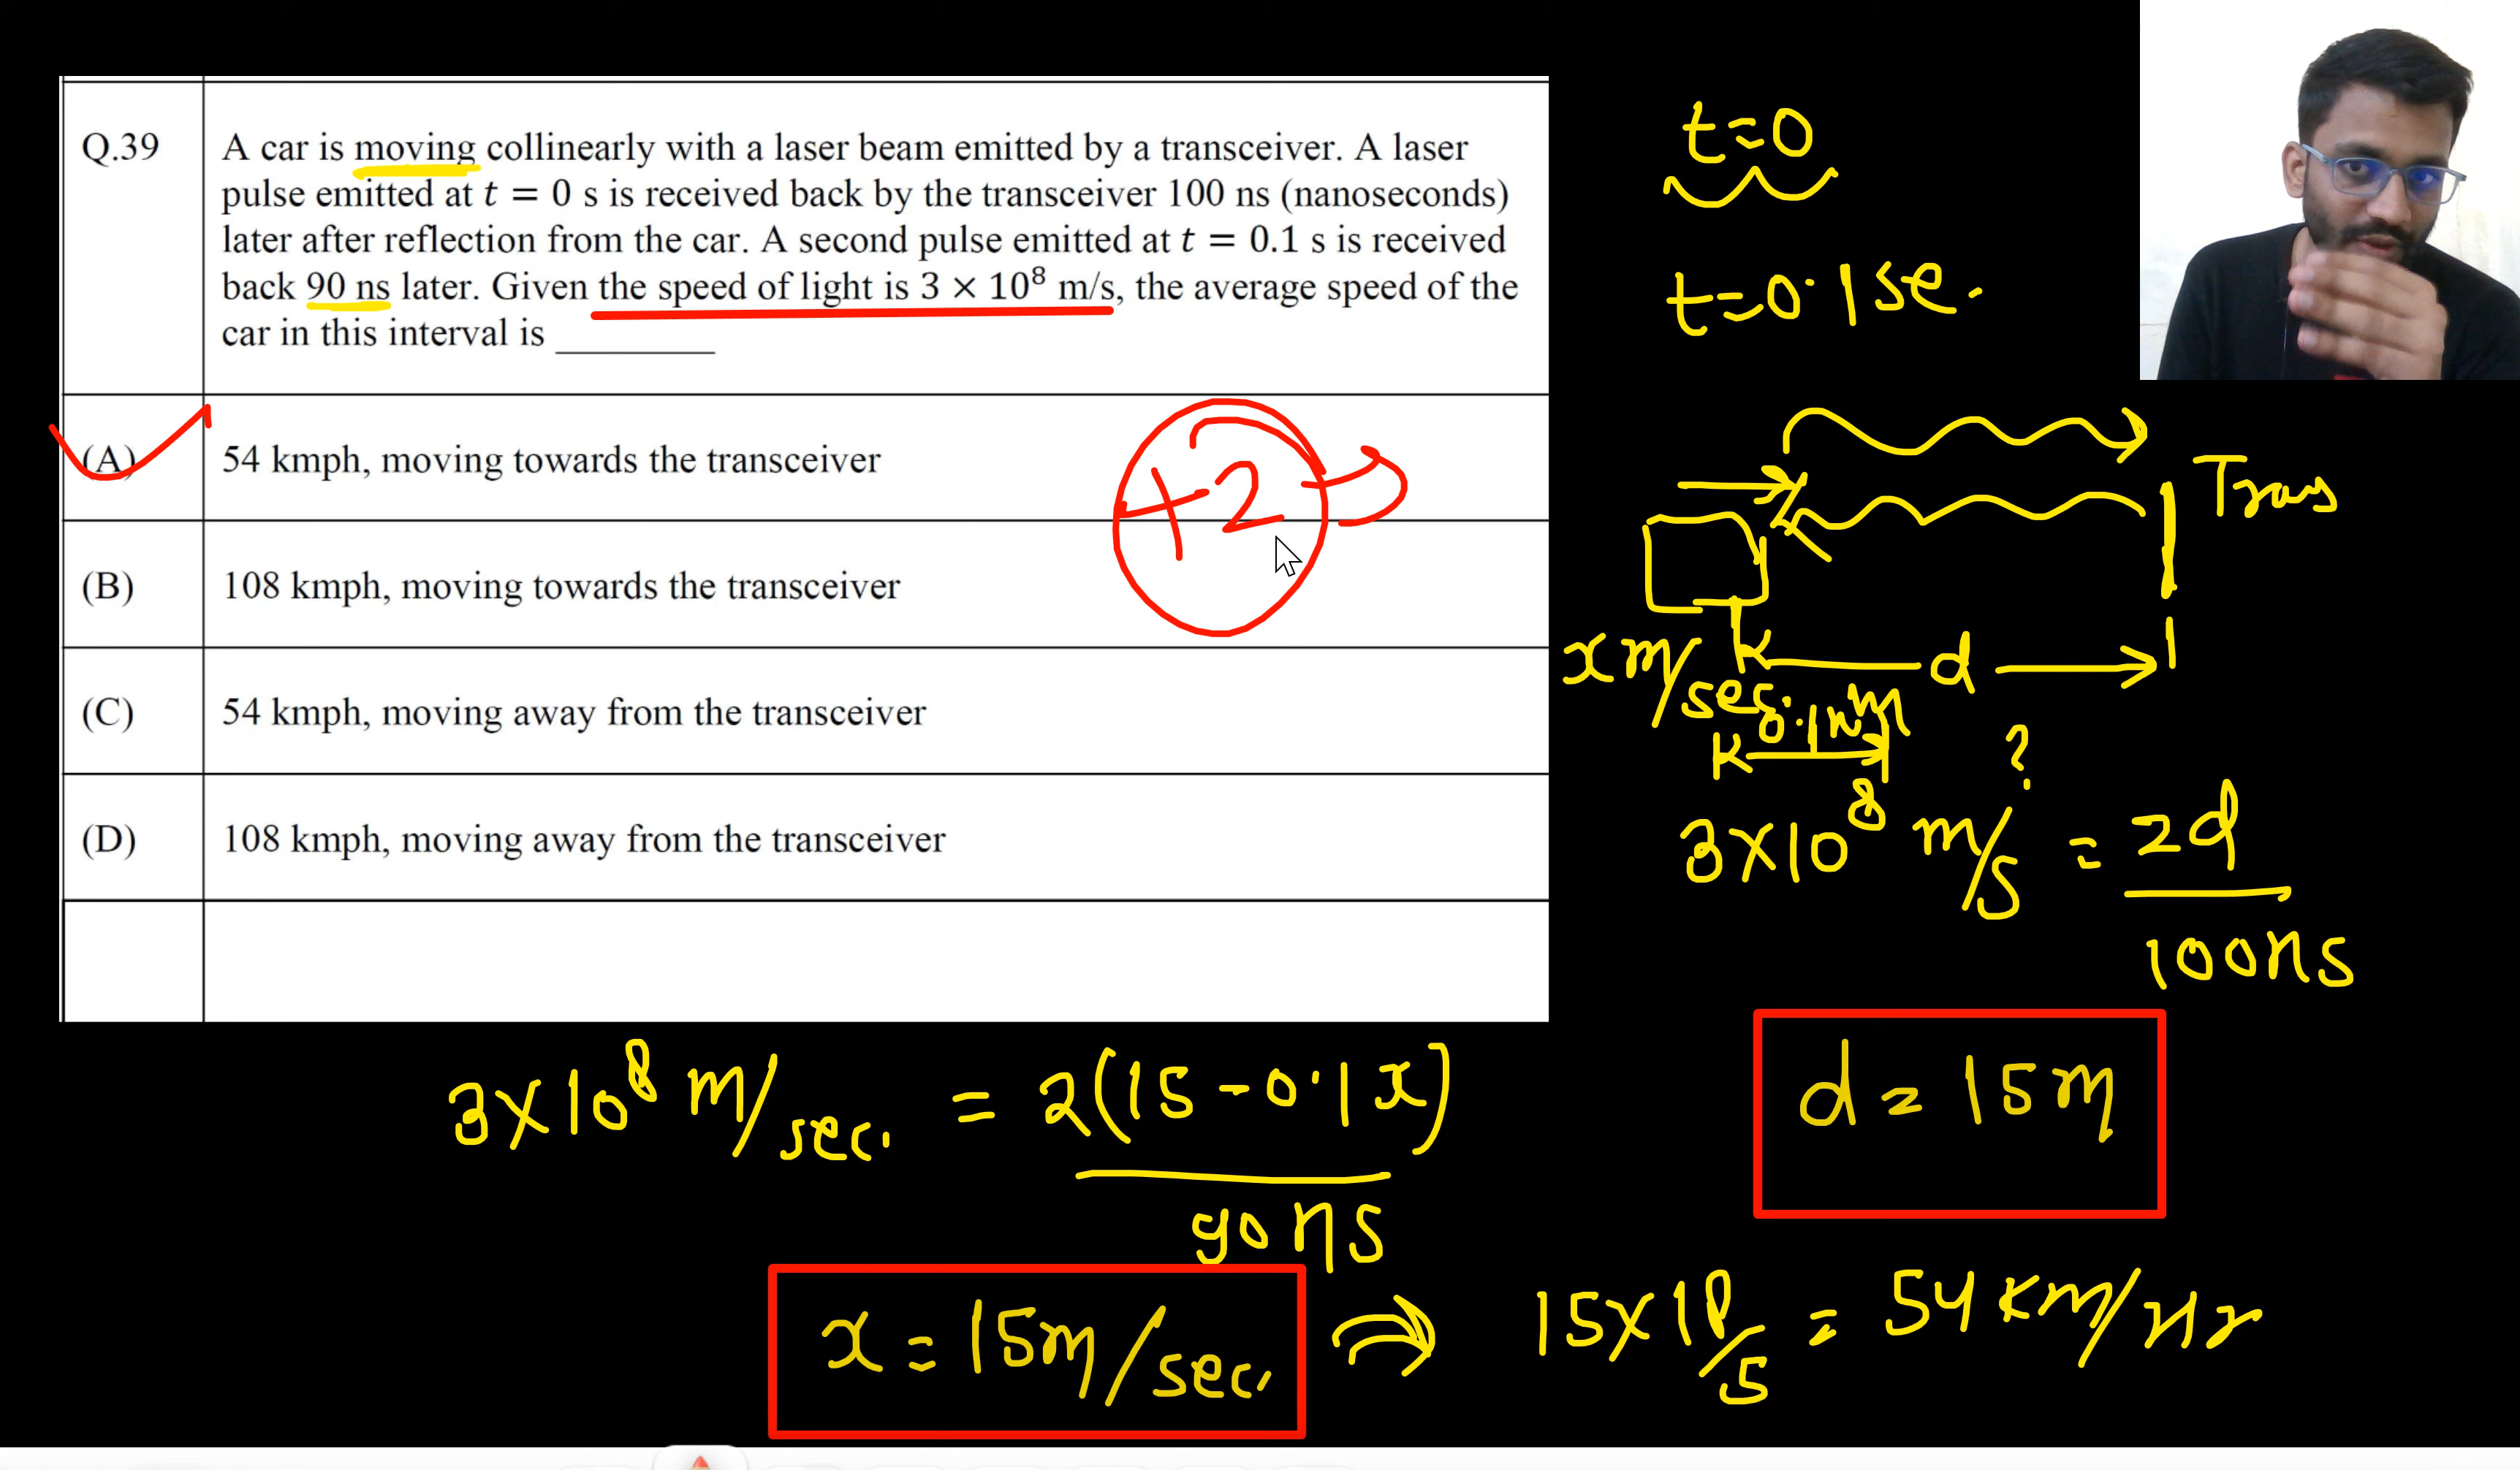 Q.39
A car is moving collinearly with a laser beam emitted by a transceiver. A laser
pulse emitted at t = 0 s is received back by the transceiver 100 ns (nanoseconds)
later after reflection from the car. A second pulse emitted at t = 0.1 s is received
back 90 ns later. Given the speed of light is 3 × 10⁸ m/s, the average speed of the
car in this interval is ________
(A) 54 kmph, moving towards the transceiver
(B) 108 kmph, moving towards the transceiver
(C) 54 kmph, moving away from the transceiver
(D) 108 kmph, moving away from the transceiver
+2
t=0
t=0.1se.
Trans
x m/sec.
d
?
3×10⁸ m/s = 2d/100ns
d = 15m
3×10⁸ m/sec. = 2(15-0.1x)/90ns
x = 15m/sec.
15×18/5 = 54 km/Hr